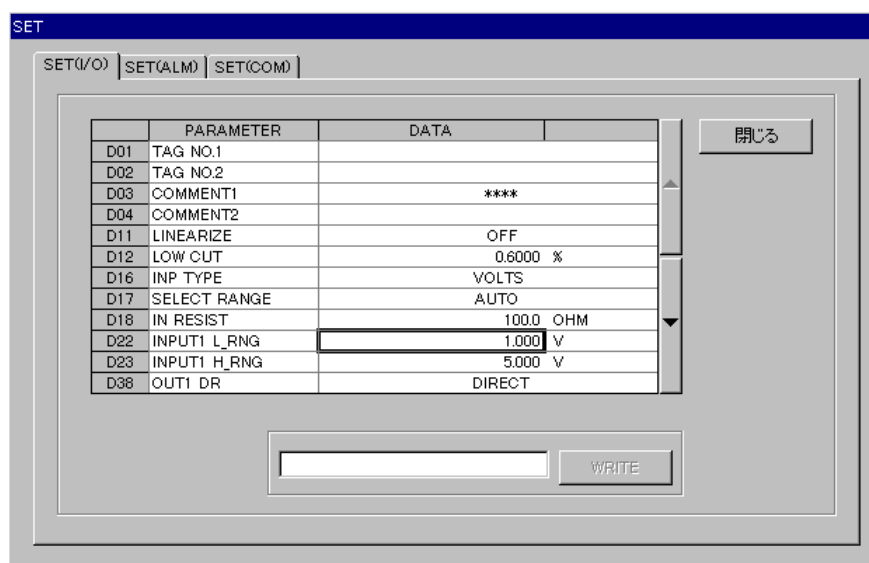 SET
SET(I/O) SET(ALM) SET(COM)
PARAMETER DATA
閉じる
D01 TAG NO.1
D02 TAG NO.2
D03 COMMENT1 ****
D04 COMMENT2
D11 LINEARIZE OFF
D12 LOW CUT 0.6000 %
D16 INP TYPE VOLTS
D17 SELECT RANGE AUTO
D18 IN RESIST 100.0 OHM
D22 INPUT1 L_RNG 1.000 V
D23 INPUT1 H_RNG 5.000 V
D38 OUT1 DR DIRECT
WRITE